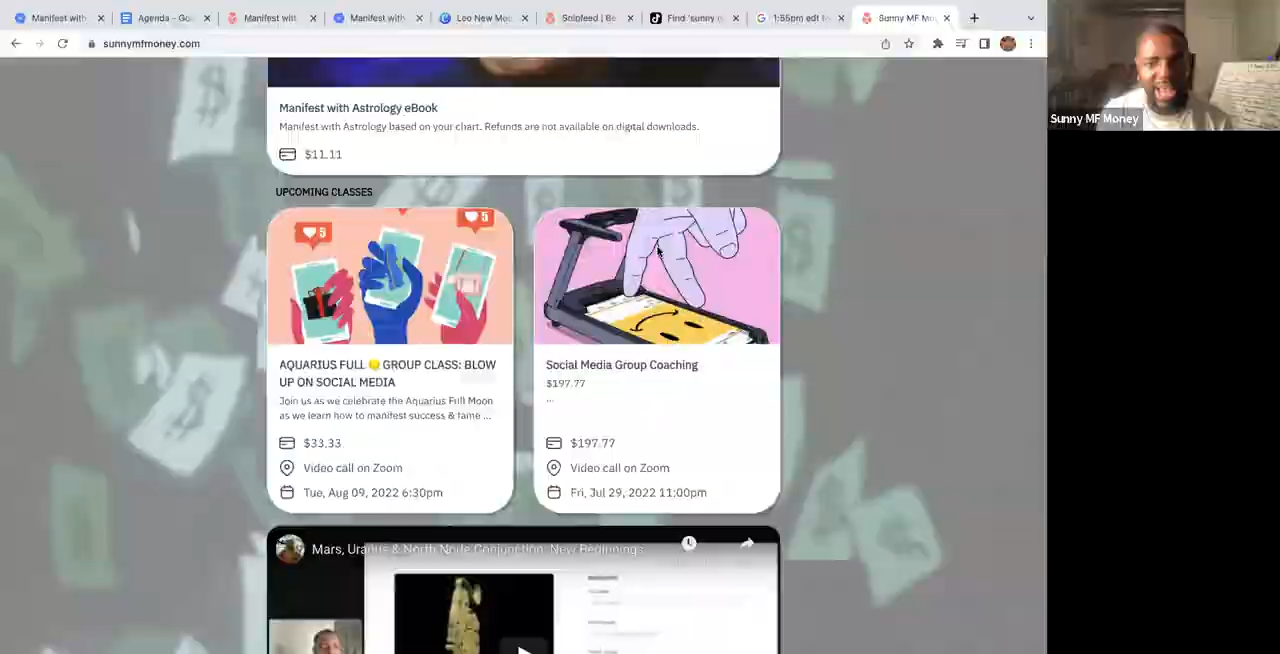 Manifest with
Agenda - Goo
Manifest with
Manifest with
Leo New Moo
Snipfeed | Be
Find 'sunny
1:55pm edt
Sunny MF Mo
sunnymfmoney.com
Sunny MF Money
Manifest with Astrology eBook
Manifest with Astrology based on your chart. Refunds are not available on digital downloads.
$11.11
UPCOMING CLASSES
5
5
AQUARIUS FULL 🌕 GROUP CLASS: BLOW
UP ON SOCIAL MEDIA
Join us as we celebrate the Aquarius Full Moon
as we learn how to manifest success & fame ...
$33.33
Video call on Zoom
Tue, Aug 09, 2022 6:30pm
Social Media Group Coaching
$197.77
...
$197.77
Video call on Zoom
Fri, Jul 29, 2022 11:00pm
Mars, Uranus & North Node Conjunction: New Beginnings